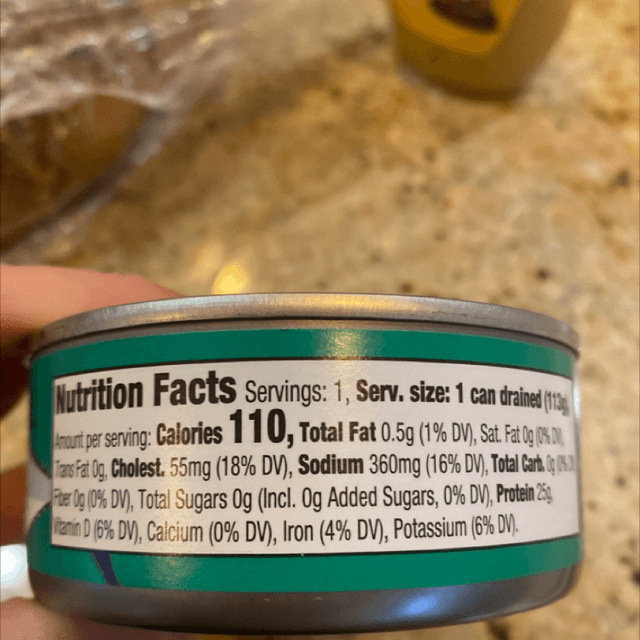 Nutrition Facts Servings: 1, Serv. size: 1 can drained (113g),
Amount per serving: Calories 110, Total Fat 0.5g (1% DV), Sat. Fat 0g (0% DV),
Trans Fat 0g, Cholest. 55mg (18% DV), Sodium 360mg (16% DV), Total Carb. 0g (0% DV),
Fiber 0g (0% DV), Total Sugars 0g (Incl. 0g Added Sugars, 0% DV), Protein 25g,
Vitamin D (6% DV), Calcium (0% DV), Iron (4% DV), Potassium (6% DV).